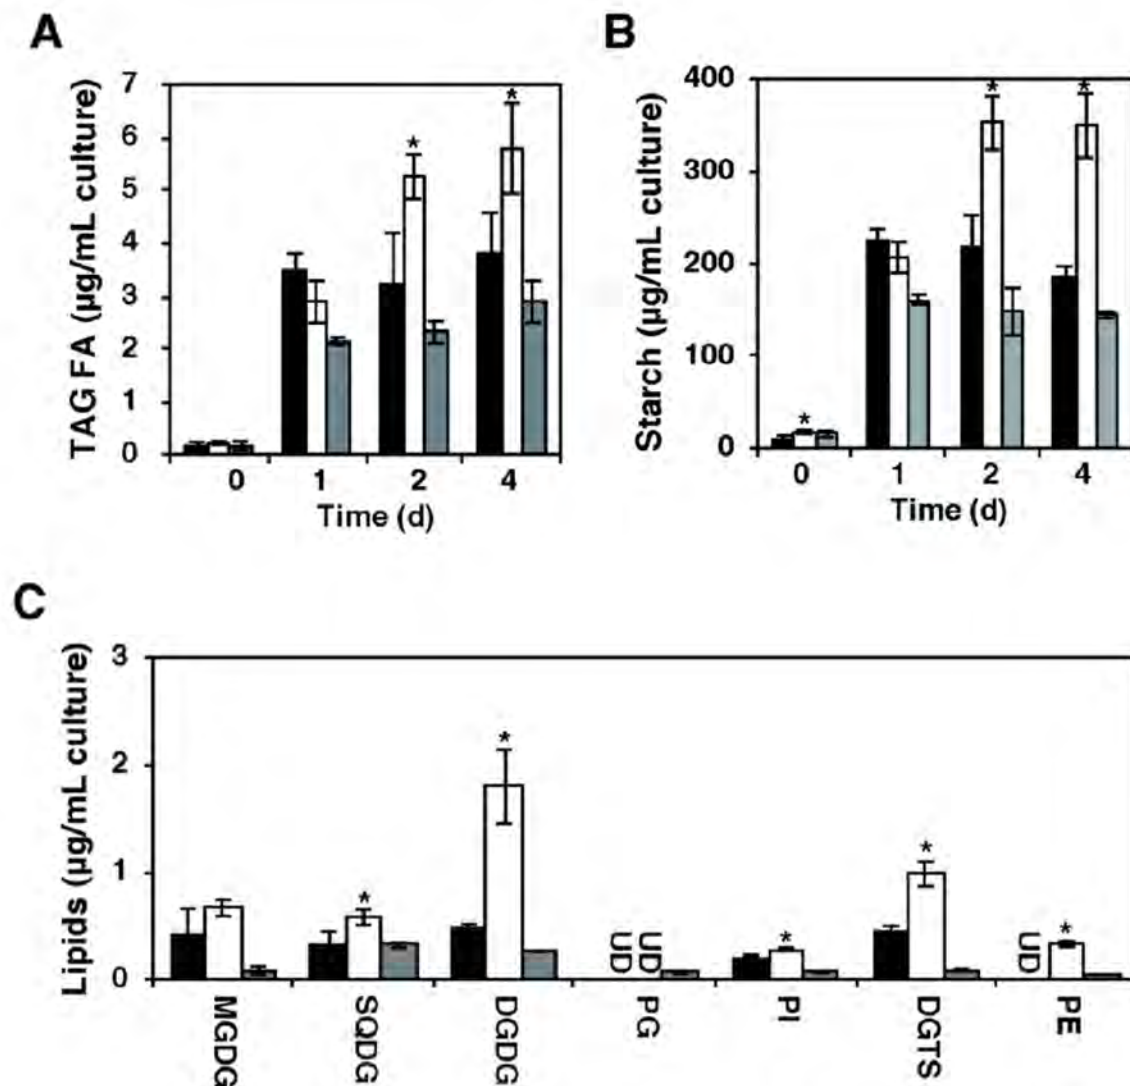 A
TAG FA (µg/mL culture)
7
6
5
4
3
2
1
0
0 1 2 4
Time (d)
* *
B
Starch (µg/mL culture)
400
300
200
100
0
0 1 2 4
Time (d)
* * *
C
Lipids (µg/mL culture)
3
2
1
0
* * * * *
UD UD UD
MGDG SQDG DGDG PG PI DGTS PE